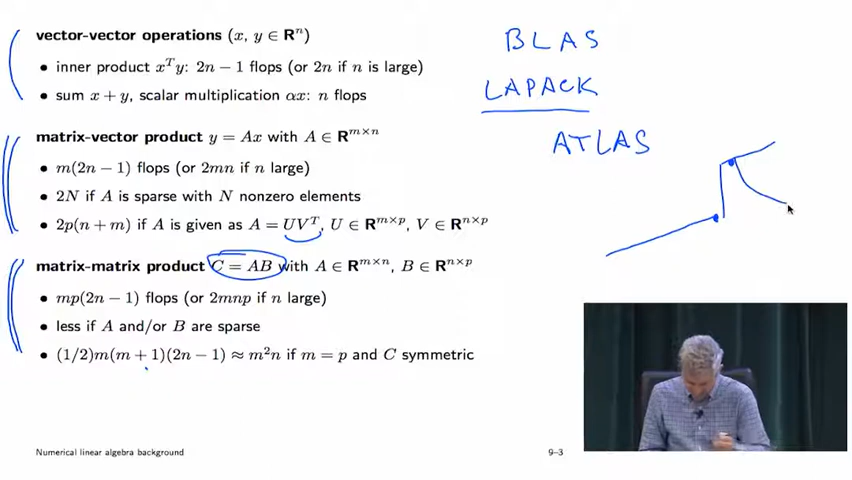 vector-vector operations (x, y ∈ Rⁿ)
• inner product xᵀy: 2n − 1 flops (or 2n if n is large)
• sum x + y, scalar multiplication αx: n flops
matrix-vector product y = Ax with A ∈ Rᵐˣⁿ
• m(2n − 1) flops (or 2mn if n large)
• 2N if A is sparse with N nonzero elements
• 2p(n + m) if A is given as A = UVᵀ, U ∈ Rᵐˣᵖ, V ∈ Rⁿˣᵖ
matrix-matrix product C = AB with A ∈ Rᵐˣⁿ, B ∈ Rⁿˣᵖ
• mp(2n − 1) flops (or 2mnp if n large)
• less if A and/or B are sparse
• (1/2)m(m + 1)(2n − 1) ≈ m²n if m = p and C symmetric
BLAS
LAPACK
ATLAS
Numerical linear algebra background
9–3